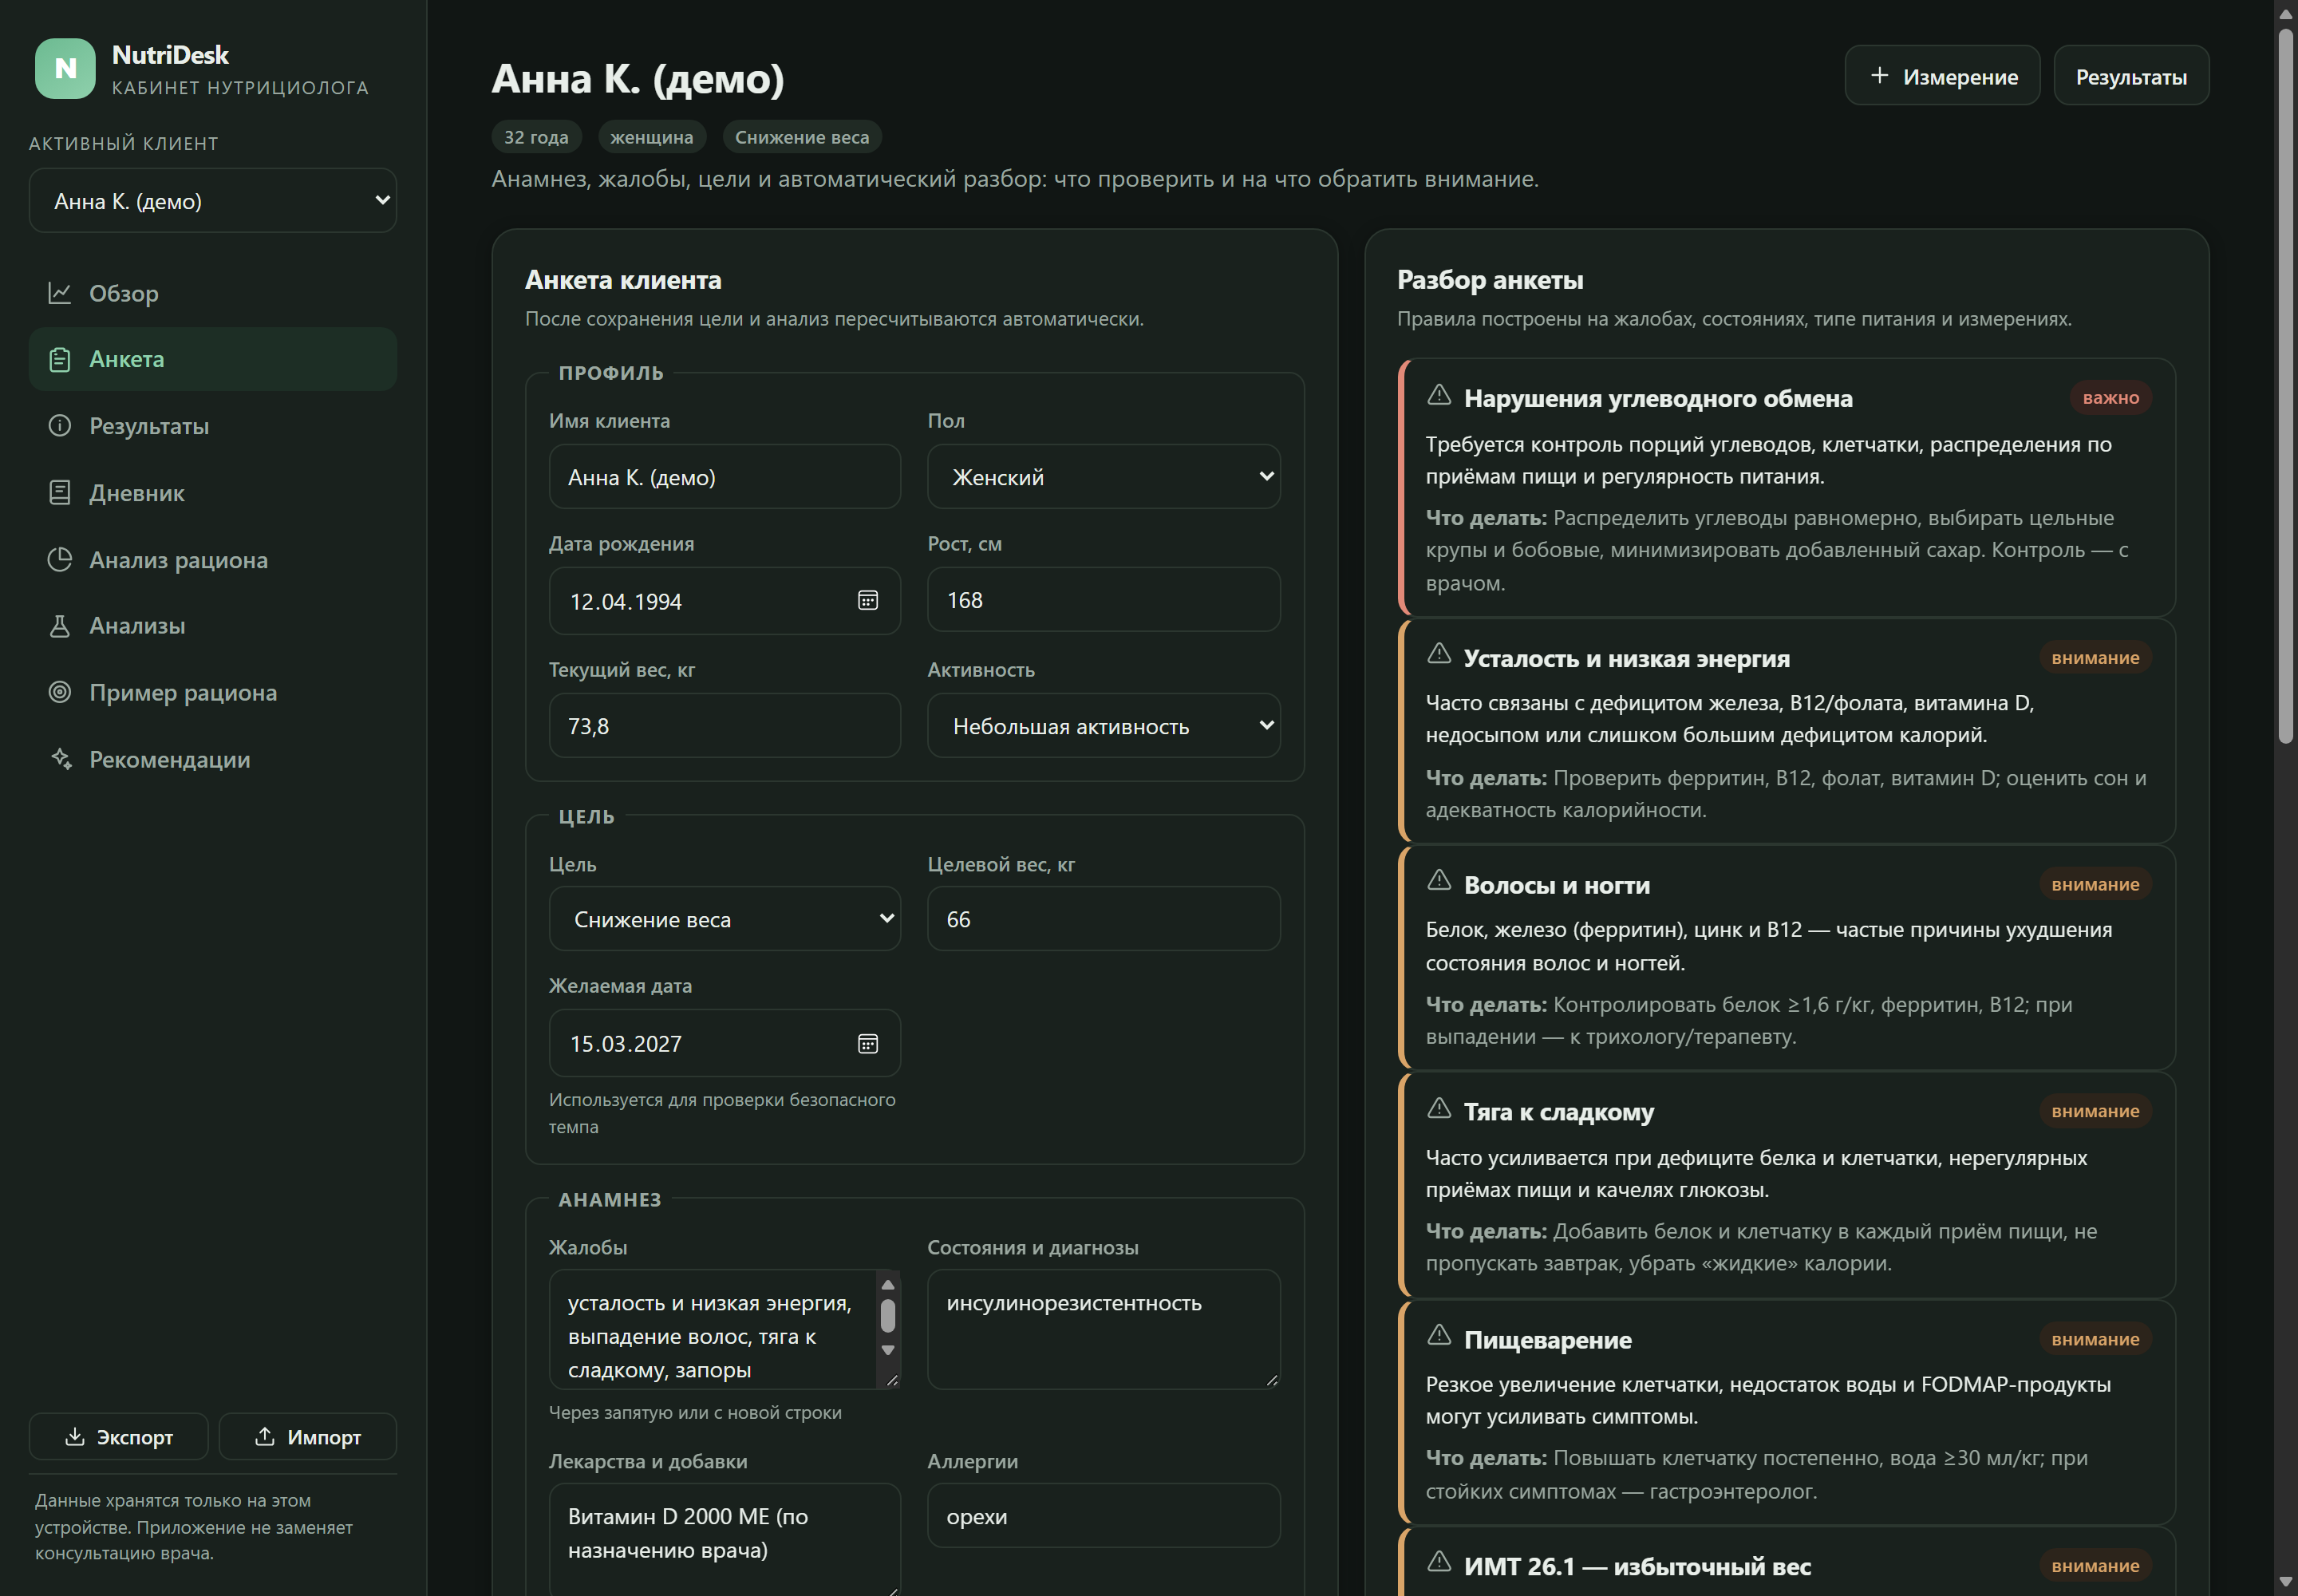 N
NutriDesk
КАБИНЕТ НУТРИЦИОЛОГА
АКТИВНЫЙ КЛИЕНТ
Анна К. (демо)
Обзор
Анкета
Результаты
Дневник
Анализ рациона
Анализы
Пример рациона
Рекомендации
Экспорт
Импорт
Данные хранятся только на этом
устройстве. Приложение не заменяет
консультацию врача.
Анна К. (демо)
32 года
женщина
Снижение веса
Анамнез, жалобы, цели и автоматический разбор: что проверить и на что обратить внимание.
+ Измерение
Результаты
Анкета клиента
После сохранения цели и анализ пересчитываются автоматически.
ПРОФИЛЬ
Имя клиента
Анна К. (демо)
Пол
Женский
Дата рождения
12.04.1994
Рост, см
168
Текущий вес, кг
73,8
Активность
Небольшая активность
ЦЕЛЬ
Цель
Снижение веса
Целевой вес, кг
66
Желаемая дата
15.03.2027
Используется для проверки безопасного
темпа
АНАМНЕЗ
Жалобы
усталость и низкая энергия,
выпадение волос, тяга к
сладкому, запоры
Через запятую или с новой строки
Состояния и диагнозы
инсулинорезистентность
Лекарства и добавки
Витамин D 2000 МЕ (по
назначению врача)
Аллергии
орехи
Разбор анкеты
Правила построены на жалобах, состояниях, типе питания и измерениях.
Нарушения углеводного обмена
важно
Требуется контроль порций углеводов, клетчатки, распределения по
приёмам пищи и регулярность питания.
Что делать: Распределить углеводы равномерно, выбирать цельные
крупы и бобовые, минимизировать добавленный сахар. Контроль — с
врачом.
Усталость и низкая энергия
внимание
Часто связаны с дефицитом железа, B12/фолата, витамина D,
недосыпом или слишком большим дефицитом калорий.
Что делать: Проверить ферритин, B12, фолат, витамин D; оценить сон и
адекватность калорийности.
Волосы и ногти
внимание
Белок, железо (ферритин), цинк и B12 — частые причины ухудшения
состояния волос и ногтей.
Что делать: Контролировать белок ≥1,6 г/кг, ферритин, B12; при
выпадении — к трихологу/терапевту.
Тяга к сладкому
внимание
Часто усиливается при дефиците белка и клетчатки, нерегулярных
приёмах пищи и качелях глюкозы.
Что делать: Добавить белок и клетчатку в каждый приём пищи, не
пропускать завтрак, убрать «жидкие» калории.
Пищеварение
внимание
Резкое увеличение клетчатки, недостаток воды и FODMAP-продукты
могут усиливать симптомы.
Что делать: Повышать клетчатку постепенно, вода ≥30 мл/кг; при
стойких симптомах — гастроэнтеролог.
ИМТ 26.1 — избыточный вес
внимание